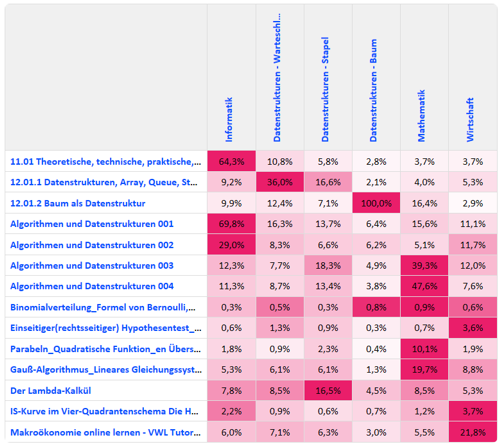 Informatik
Datenstrukturen - Warteschl...
Datenstrukturen - Stapel
Datenstrukturen - Baum
Mathematik
Wirtschaft
11.01 Theoretische, technische, praktische,... 64,3% 10,8% 5,8% 2,8% 3,7% 3,7%
12.01.1 Datenstrukturen, Array, Queue, St... 9,2% 36,0% 16,6% 2,1% 4,0% 5,3%
12.01.2 Baum als Datenstruktur 9,9% 12,4% 7,1% 100,0% 16,4% 2,9%
Algorithmen und Datenstrukturen 001 69,8% 16,3% 13,7% 6,4% 15,6% 11,1%
Algorithmen und Datenstrukturen 002 29,0% 8,3% 6,6% 6,2% 5,1% 11,7%
Algorithmen und Datenstrukturen 003 12,3% 7,7% 18,3% 4,9% 39,3% 12,0%
Algorithmen und Datenstrukturen 004 11,3% 8,7% 13,4% 3,8% 47,6% 7,6%
Binomialverteilung_Formel von Bernoulli,... 0,3% 0,5% 0,3% 0,8% 0,9% 0,6%
Einseitiger(rechtsseitiger) Hypothesentest_... 0,6% 1,3% 0,9% 0,3% 0,7% 3,6%
Parabeln_Quadratische Funktion_en Übers... 1,8% 0,9% 2,3% 0,4% 10,1% 1,9%
Gauß-Algorithmus_Lineares Gleichungssyst... 5,3% 6,1% 6,1% 1,3% 19,7% 8,8%
Der Lambda-Kalkül 7,8% 8,5% 16,5% 4,5% 8,5% 5,3%
IS-Kurve im Vier-Quadrantenschema Die H... 2,2% 0,9% 0,6% 0,7% 1,2% 3,7%
Makroökonomie online lernen - VWL Tutor... 6,0% 7,1% 6,3% 3,0% 5,5% 21,8%